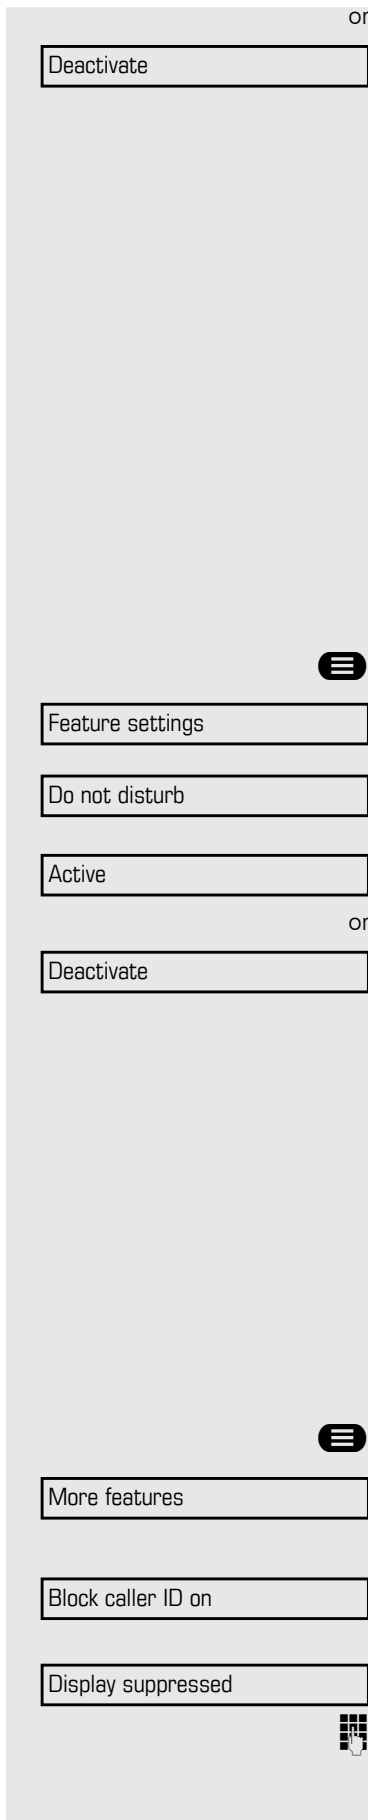 or
Deactivate
Feature settings
Do not disturb
Active
or
Deactivate
More features
Block caller ID on
Display suppressed